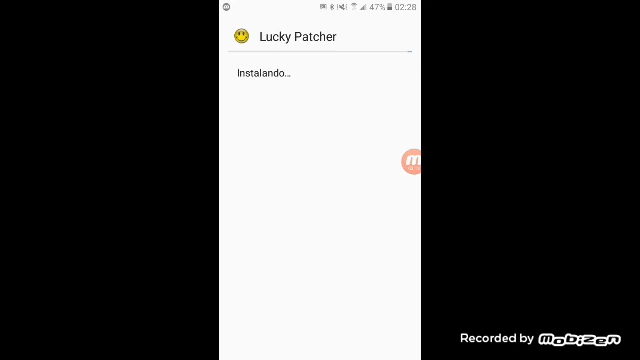 47% 02:28
Lucky Patcher
Instalando...
Recorded by Mobizen